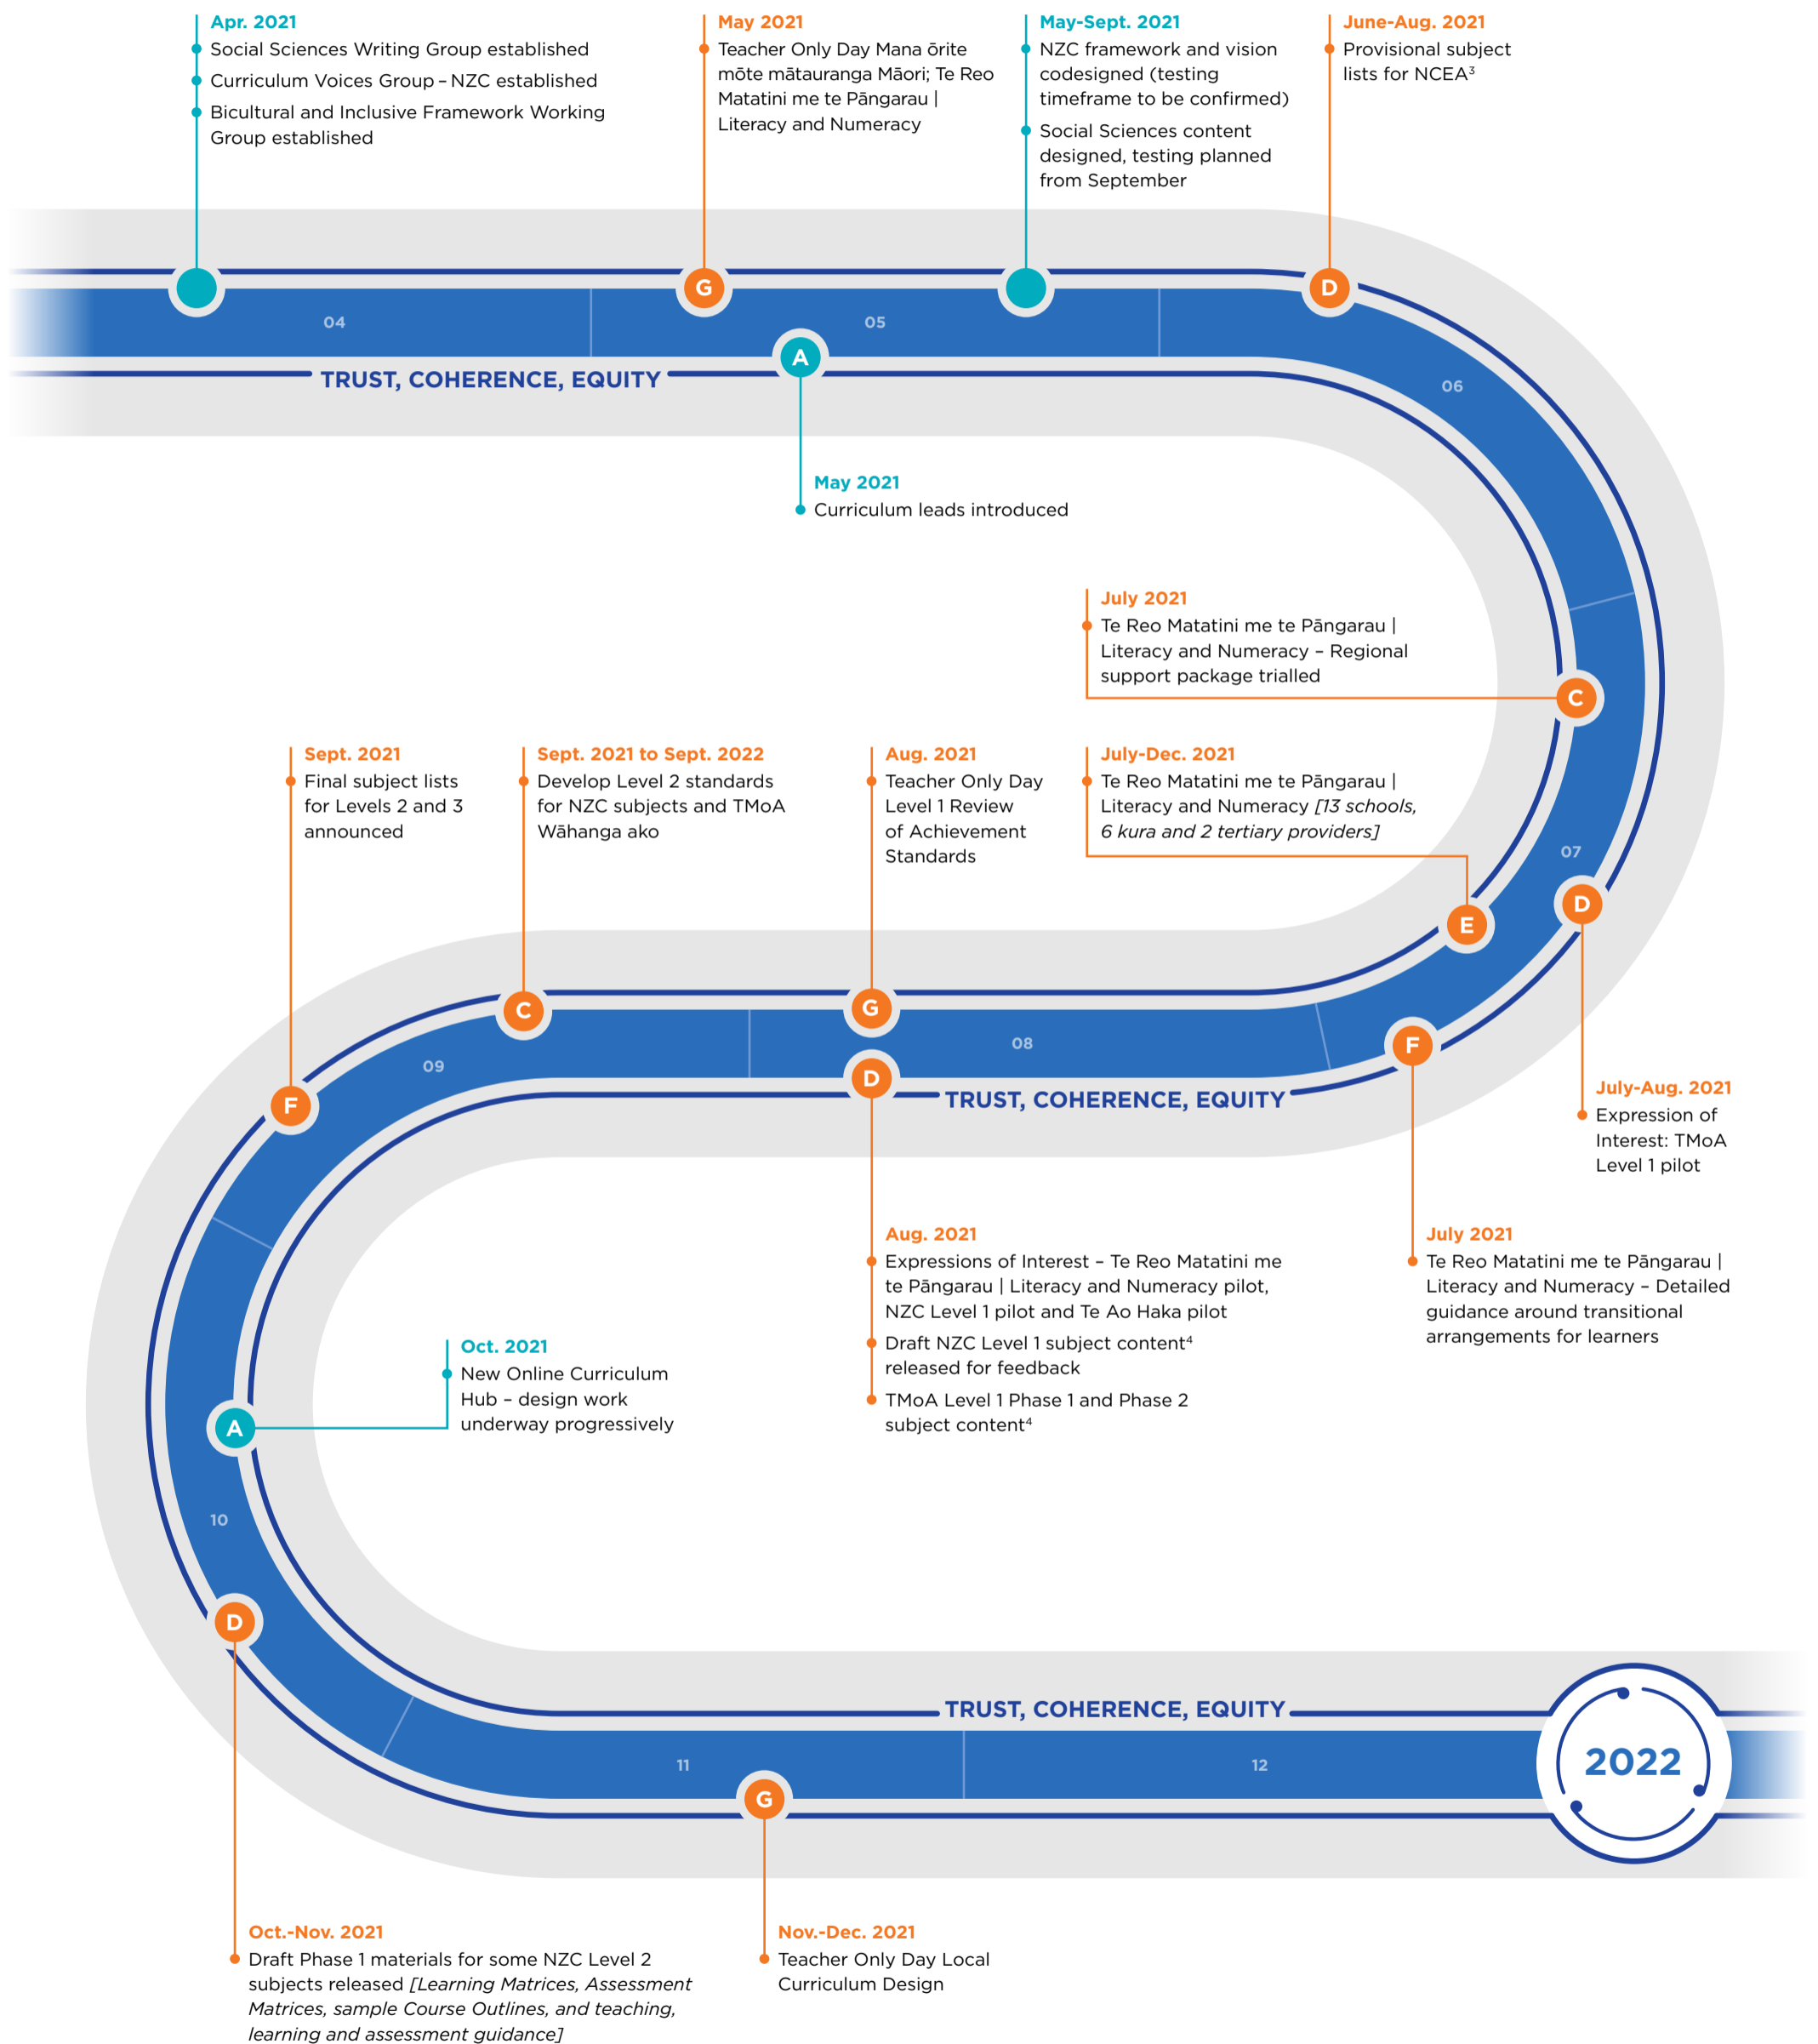 Apr. 2021
Social Sciences Writing Group established
Curriculum Voices Group – NZC established
Bicultural and Inclusive Framework Working
Group established
May 2021
Teacher Only Day Mana ōrite
mōte mātauranga Māori; Te Reo
Matatini me te Pāngarau |
Literacy and Numeracy
May-Sept. 2021
NZC framework and vision
codesigned (testing
timeframe to be confirmed)
Social Sciences content
designed, testing planned
from September
June-Aug. 2021
Provisional subject
lists for NCEA³
G
D
04
05
A
TRUST, COHERENCE, EQUITY
06
May 2021
Curriculum leads introduced
July 2021
Te Reo Matatini me te Pāngarau |
Literacy and Numeracy – Regional
support package trialled
C
Sept. 2021
Final subject lists
for Levels 2 and 3
announced
Sept. 2021 to Sept. 2022
Develop Level 2 standards
for NZC subjects and TMoA
Wāhanga ako
Aug. 2021
Teacher Only Day
Level 1 Review
of Achievement
Standards
July-Dec. 2021
Te Reo Matatini me te Pāngarau |
Literacy and Numeracy [13 schools,
6 kura and 2 tertiary providers]
07
D
E
C
G
08
F
09
D
TRUST, COHERENCE, EQUITY
F
July-Aug. 2021
Expression of
Interest: TMoA
Level 1 pilot
Aug. 2021
Expressions of Interest – Te Reo Matatini me
te Pāngarau | Literacy and Numeracy pilot,
NZC Level 1 pilot and Te Ao Haka pilot
Draft NZC Level 1 subject content⁴
released for feedback
TMoA Level 1 Phase 1 and Phase 2
subject content⁴
July 2021
Te Reo Matatini me te Pāngarau |
Literacy and Numeracy – Detailed
guidance around transitional
arrangements for learners
Oct. 2021
New Online Curriculum
Hub – design work
underway progressively
A
10
D
TRUST, COHERENCE, EQUITY
11
12
2022
G
Oct.-Nov. 2021
Draft Phase 1 materials for some NZC Level 2
subjects released [Learning Matrices, Assessment
Matrices, sample Course Outlines, and teaching,
learning and assessment guidance]
Nov.-Dec. 2021
Teacher Only Day Local
Curriculum Design